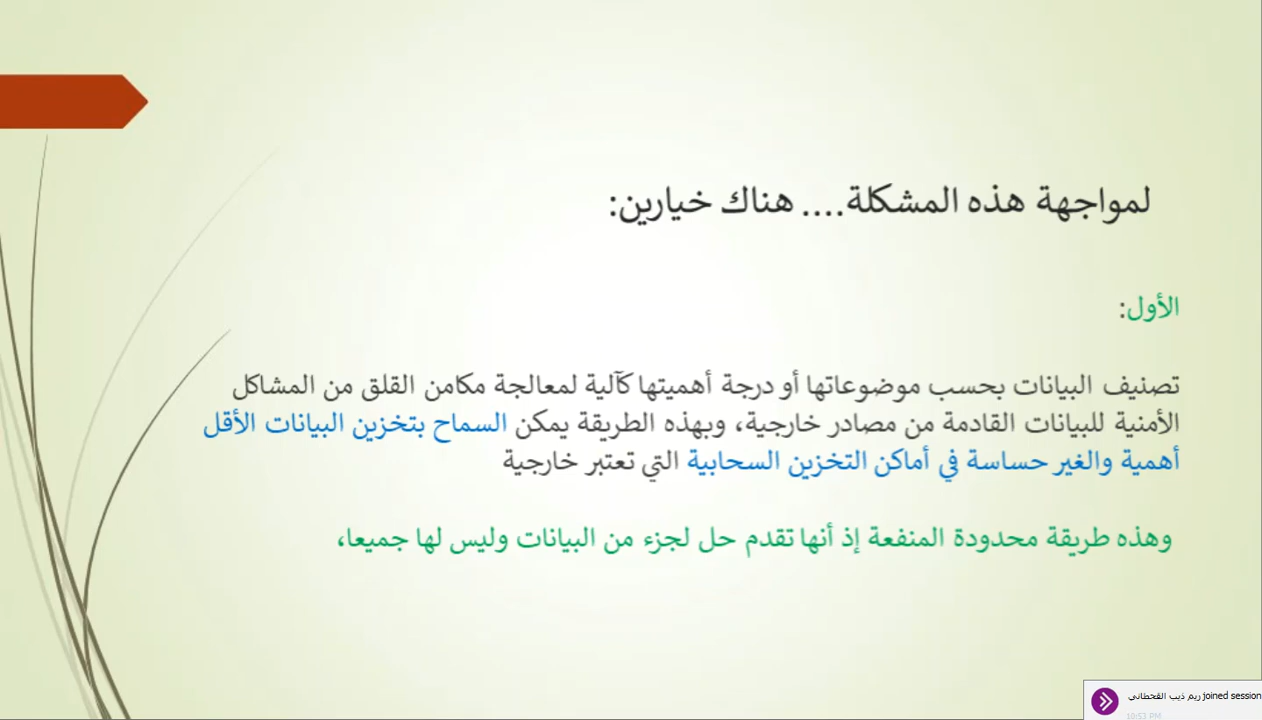 لمواجهة هذه المشكلة.... هناك خيارين:
الأول:
تصنيف البيانات بحسب موضوعاتها أو درجة أهميتها كآلية لمعالجة مكامن القلق من المشاكل
الأمنية للبيانات القادمة من مصادر خارجية، وبهذه الطريقة يمكن السماح بتخزين البيانات الأقل
أهمية والغير حساسة في أماكن التخزين السحابية التي تعتبر خارجية
وهذه طريقة محدودة المنفعة إذ أنها تقدم حل لجزء من البيانات وليس لها جميعا،
ريم ذيب القحطاني joined session
10:53 PM